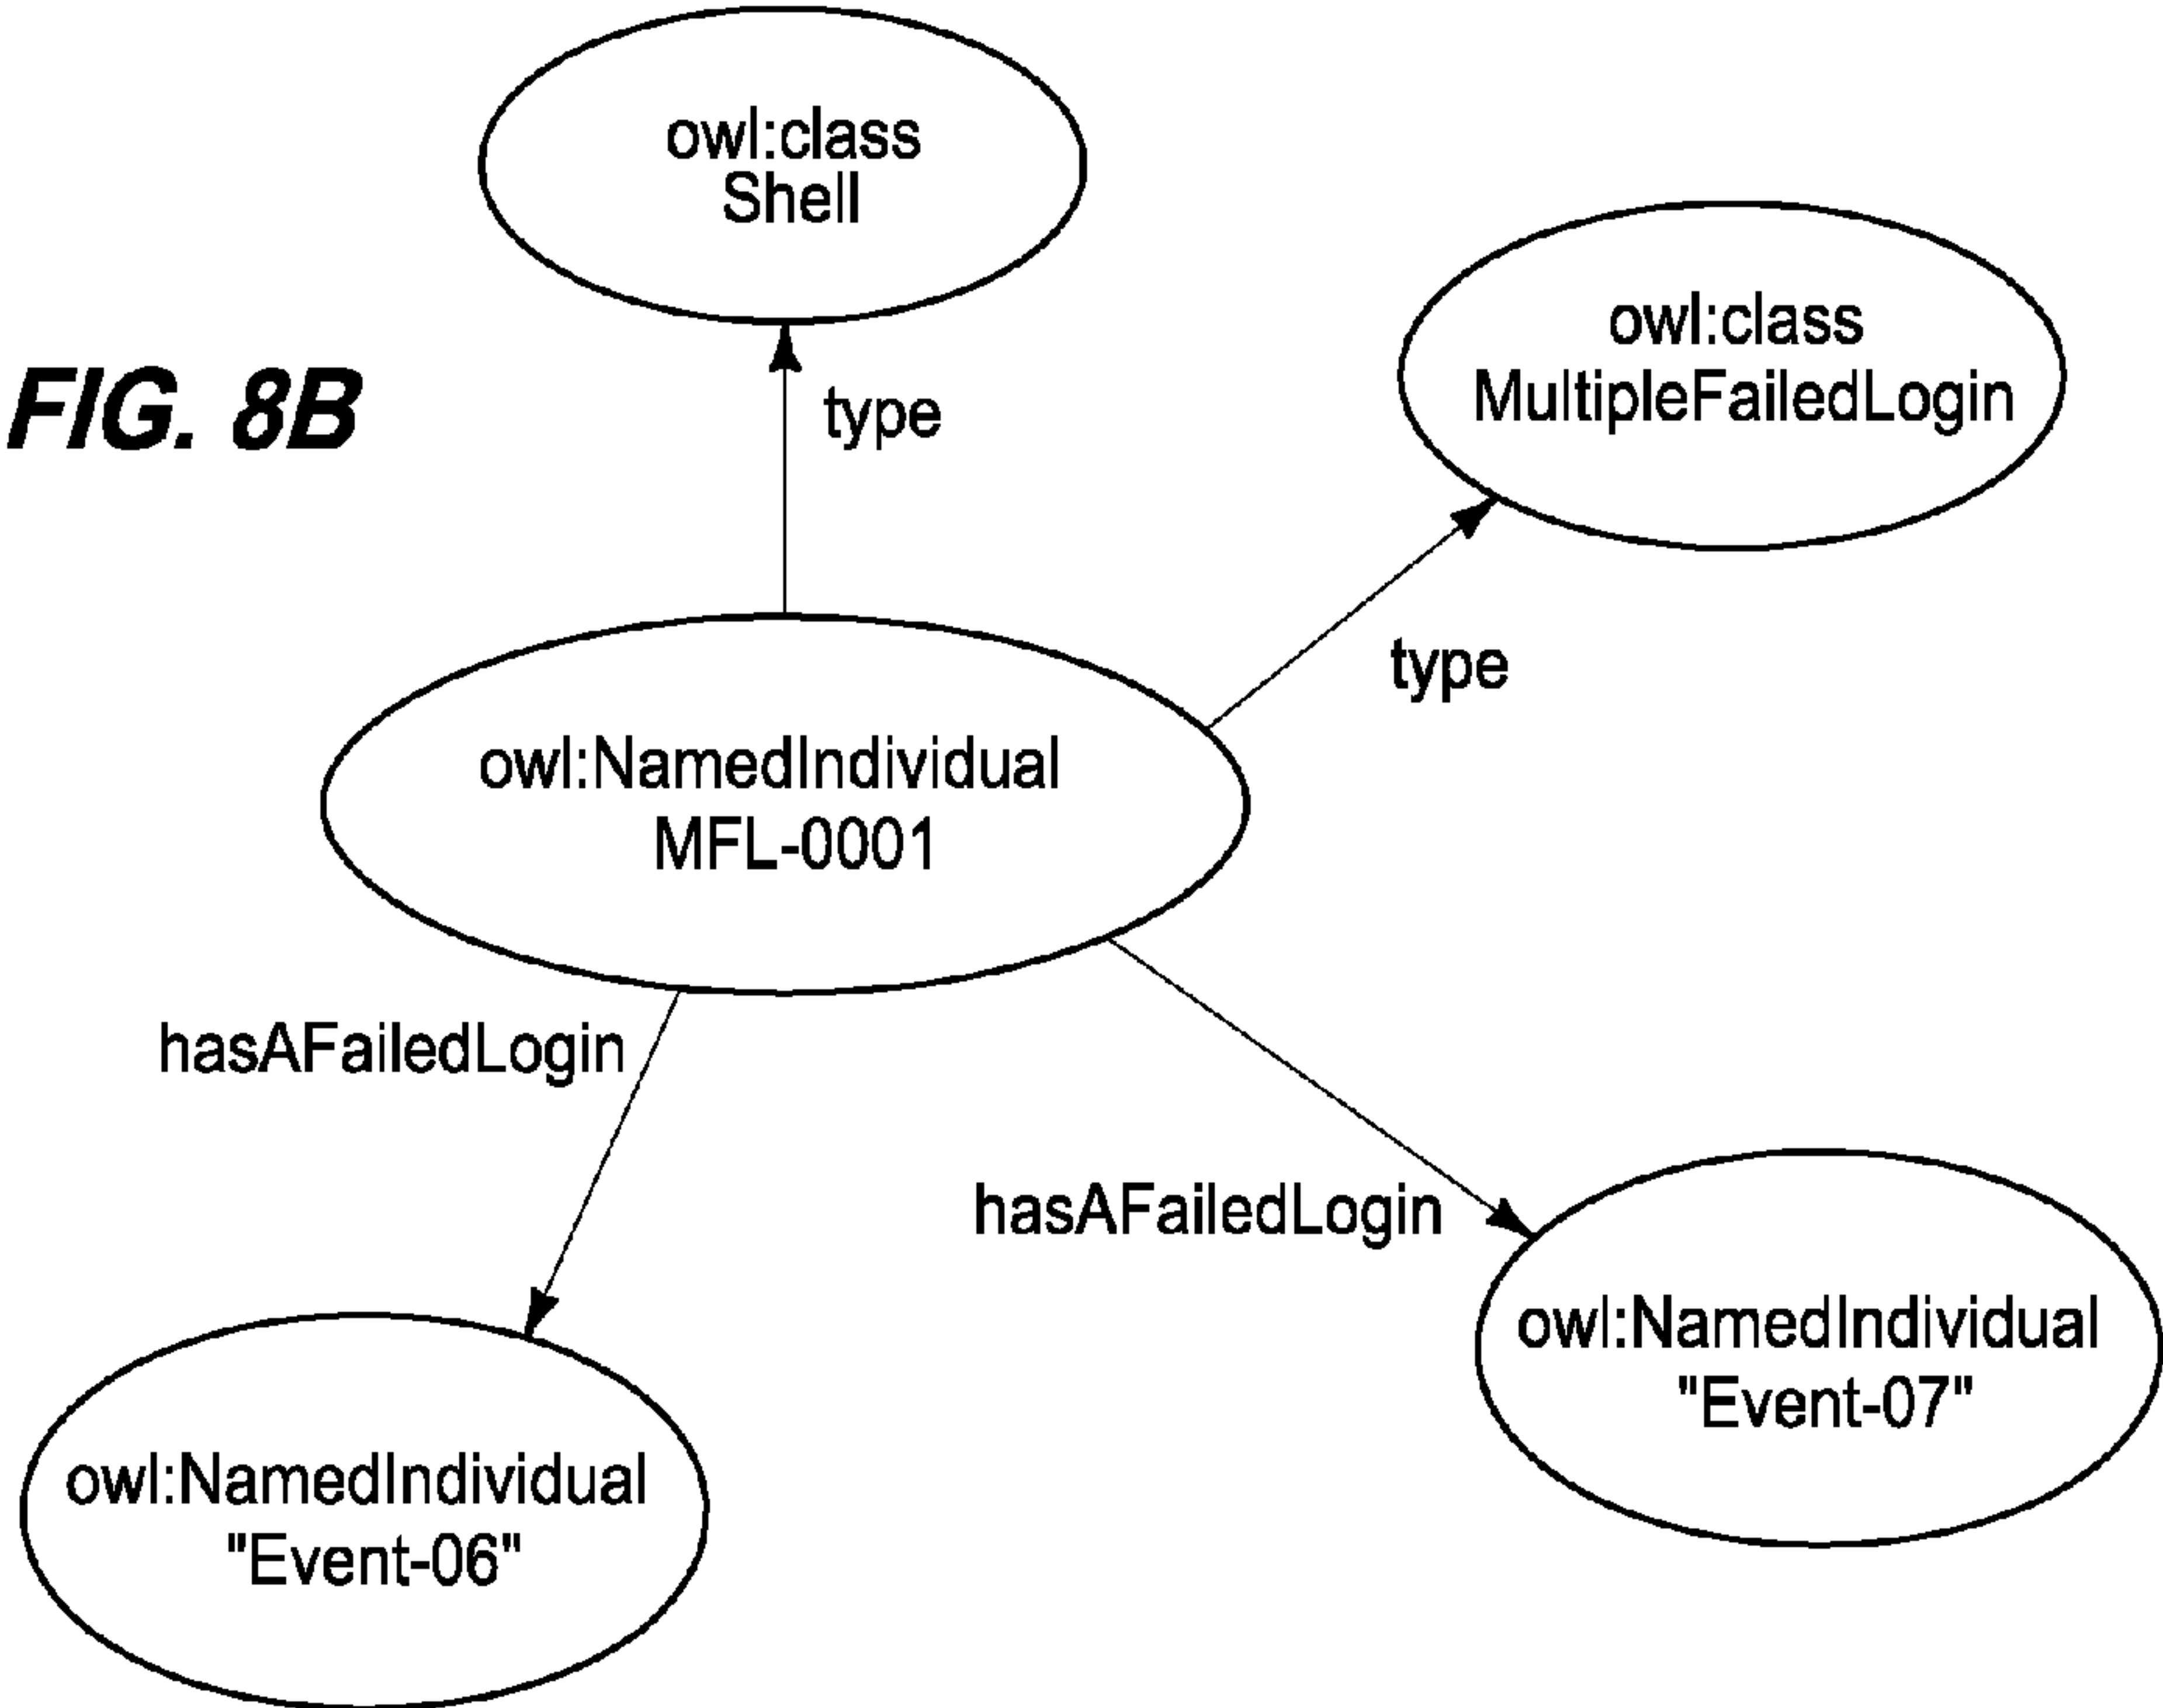 owl:class
Shell
owl:class
MultipleFailedLogin
FIG. 8B
type
type
owl:NamedIndividual
MFL-0001
hasAFailedLogin
hasAFailedLogin
owl:NamedIndividual
"Event-07"
owl:NamedIndividual
"Event-06"